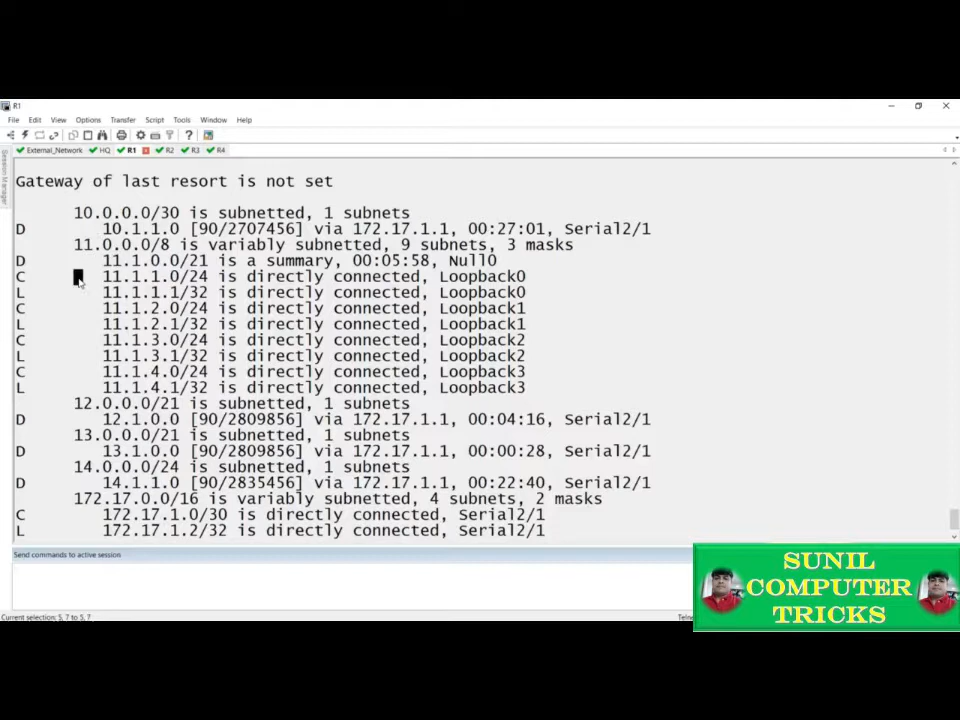 R1
File Edit View Options Transfer Script Tools Window Help
External_Network HQ R1 R2 R3 R4
Session Manager
Gateway of last resort is not set
10.0.0.0/30 is subnetted, 1 subnets
D 10.1.1.0 [90/2707456] via 172.17.1.1, 00:27:01, Serial2/1
11.0.0.0/8 is variably subnetted, 9 subnets, 3 masks
D 11.1.0.0/21 is a summary, 00:05:58, Null0
C 11.1.1.0/24 is directly connected, Loopback0
L 11.1.1.1/32 is directly connected, Loopback0
C 11.1.2.0/24 is directly connected, Loopback1
L 11.1.2.1/32 is directly connected, Loopback1
C 11.1.3.0/24 is directly connected, Loopback2
L 11.1.3.1/32 is directly connected, Loopback2
C 11.1.4.0/24 is directly connected, Loopback3
L 11.1.4.1/32 is directly connected, Loopback3
12.0.0.0/21 is subnetted, 1 subnets
D 12.1.0.0 [90/2809856] via 172.17.1.1, 00:04:16, Serial2/1
13.0.0.0/21 is subnetted, 1 subnets
D 13.1.0.0 [90/2809856] via 172.17.1.1, 00:00:28, Serial2/1
14.0.0.0/24 is subnetted, 1 subnets
D 14.1.1.0 [90/2835456] via 172.17.1.1, 00:22:40, Serial2/1
172.17.0.0/16 is variably subnetted, 4 subnets, 2 masks
C 172.17.1.0/30 is directly connected, Serial2/1
L 172.17.1.2/32 is directly connected, Serial2/1
Send commands to active session
Current selection: 5, 7 to 5, 7
SUNIL
COMPUTER
TRICKS